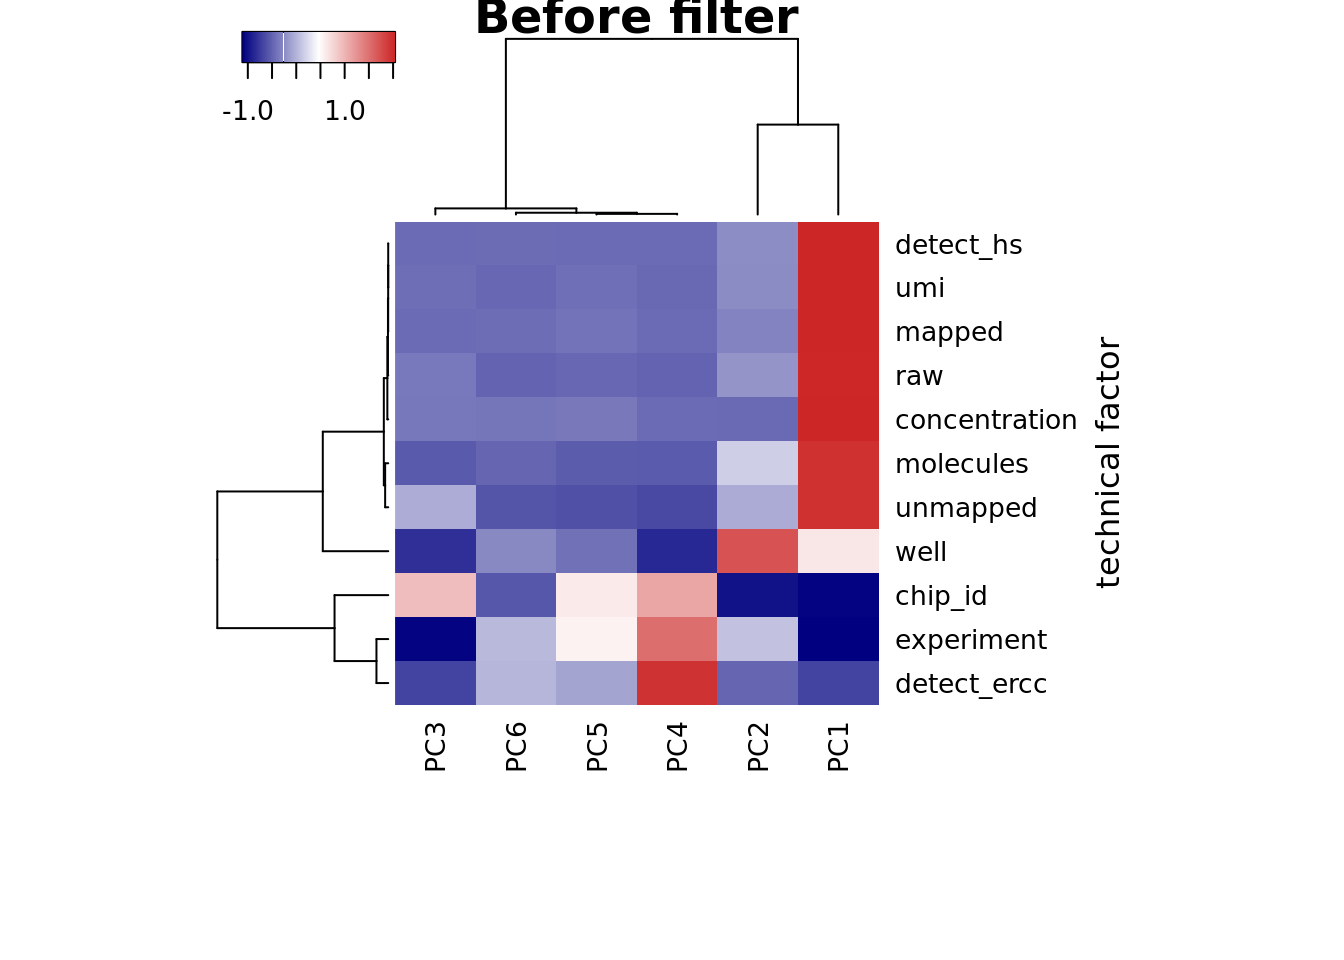 Before filter
-1.0 1.0
detect_hs
umi
mapped
raw
concentration
molecules
unmapped
well
chip_id
experiment
detect_ercc
technical factor
PC3 PC6 PC5 PC4 PC2 PC1